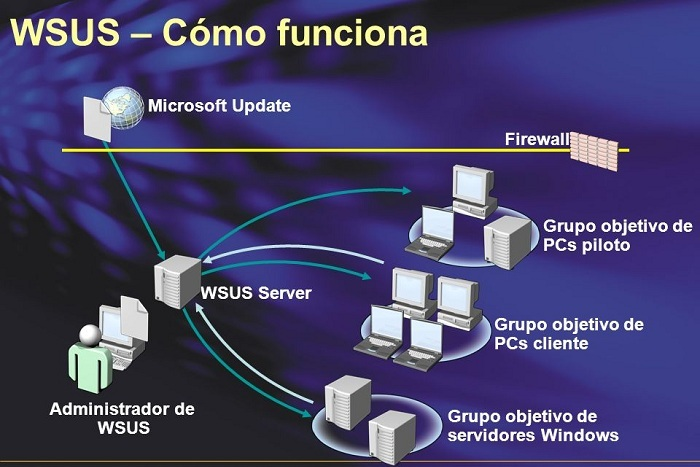 WSUS – Cómo funciona
Microsoft Update
Firewall
Grupo objetivo de
PCs piloto
WSUS Server
Grupo objetivo de
PCs cliente
Administrador de
WSUS
Grupo objetivo de
servidores Windows